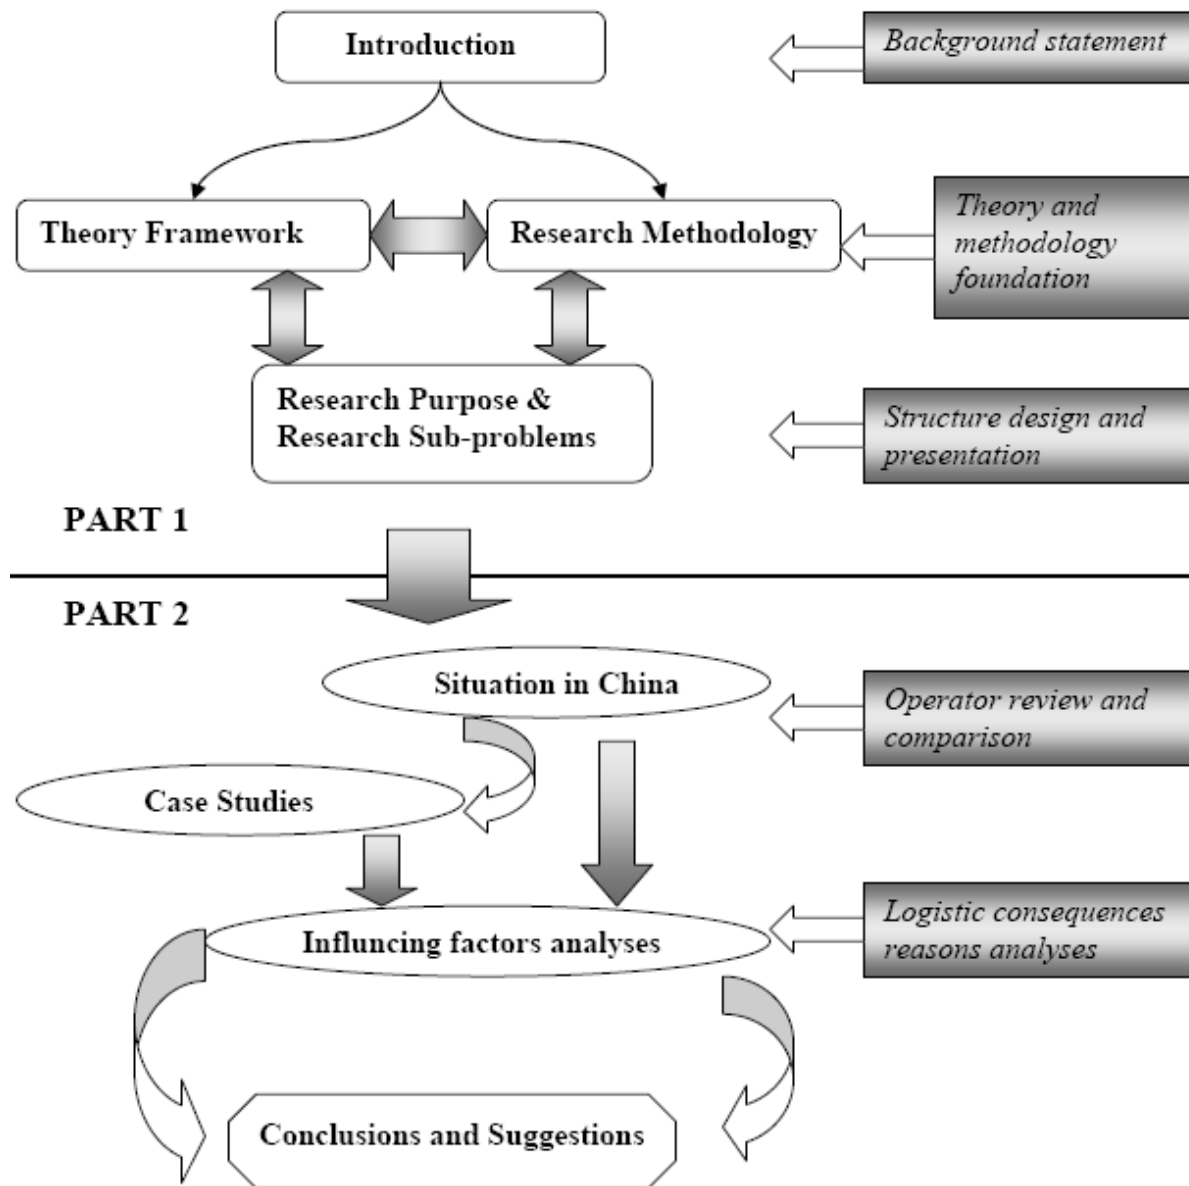 Introduction
Background statement
Theory Framework
Research Methodology
Theory and
methodology
foundation
Research Purpose &
Research Sub-problems
Structure design and
presentation
PART 1
PART 2
Situation in China
Operator review and
comparison
Case Studies
Influncing factors analyses
Logistic consequences
reasons analyses
Conclusions and Suggestions